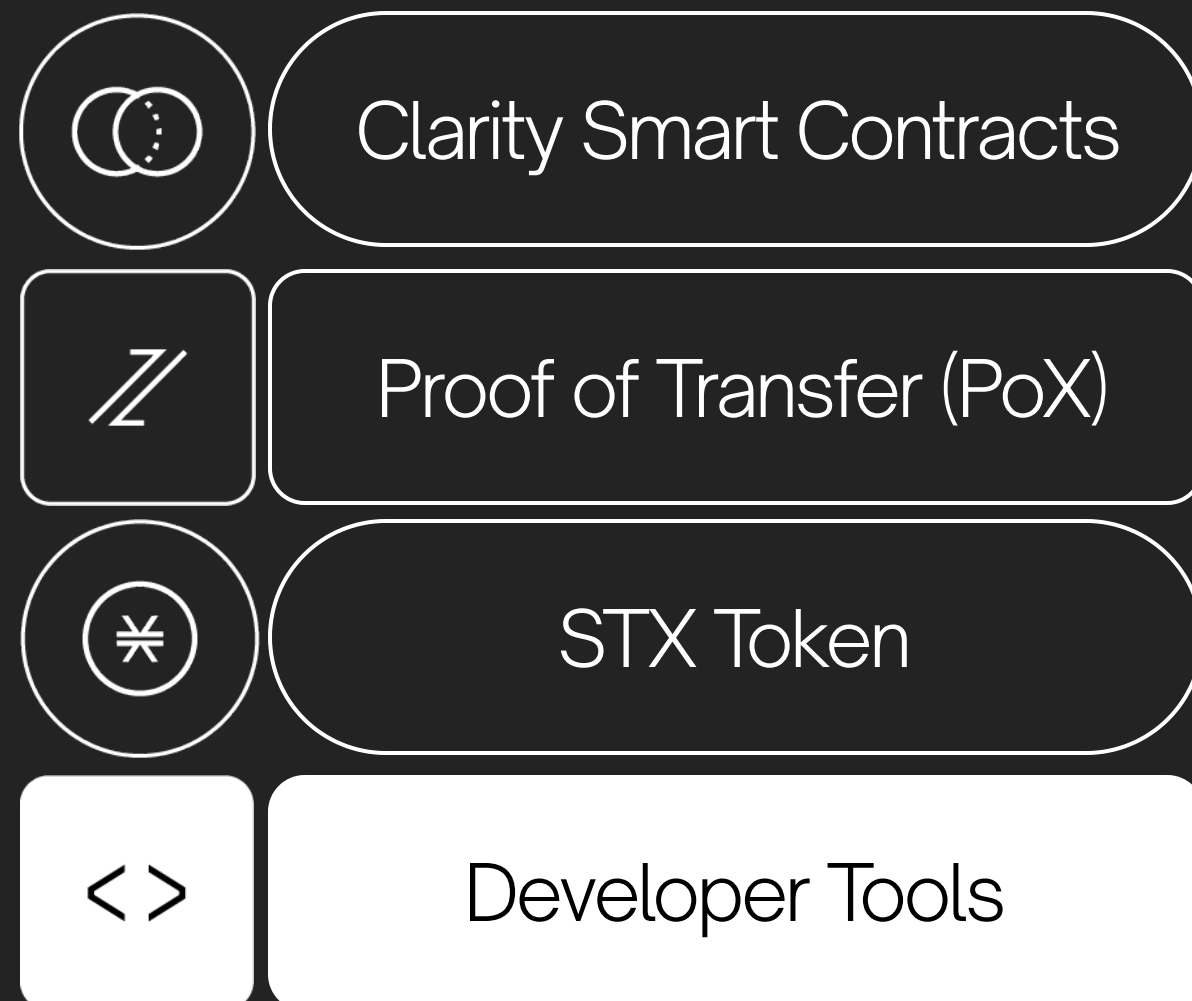 Clarity Smart Contracts
Proof of Transfer (PoX)
STX Token
< >
Developer Tools